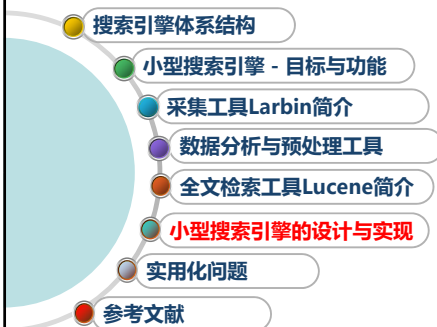 搜索引擎体系结构
小型搜索引擎－目标与功能
采集工具Larbin简介
数据分析与预处理工具
全文检索工具Lucene简介
小型搜索引擎的设计与实现
实用化问题
参考文献